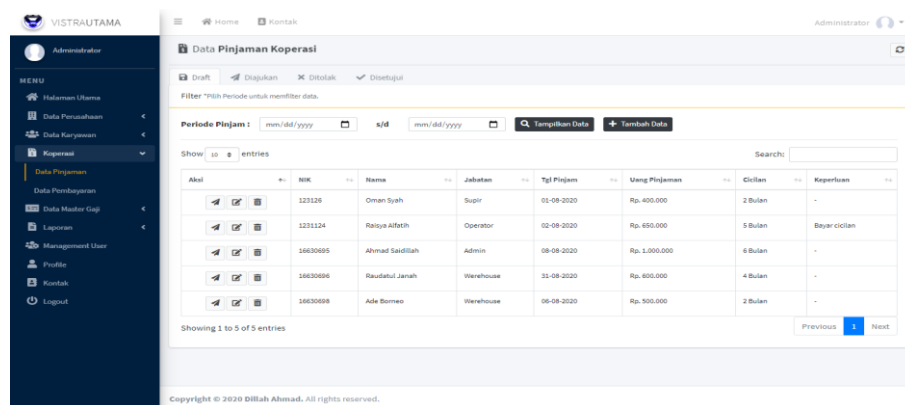 VISTRAUTAMA
Home Kontak
Administrator
Administrator
MENU
Halaman Utama
Data Perusahaan
Data Karyawan
Koperasi
Data Pinjaman
Data Pembayaran
Data Master Gaji
Laporan
Management User
Profile
Kontak
Logout
Data Pinjaman Koperasi
Draft Diajukan Ditolak Disetujui
Filter *Pilih Periode untuk memfilter data.
Periode Pinjam : mm/dd/yyyy s/d mm/dd/yyyy Tampilkan Data Tambah Data
Show 10 entries Search:
Aksi NIK Nama Jabatan Tgl Pinjam Uang Pinjaman Cicilan Keperluan
123126 Oman Syah Supir 01-08-2020 Rp. 400.000 2 Bulan -
1231124 Raisya Alfatih Operator 02-08-2020 Rp. 650.000 5 Bulan Bayar cicilan
16630695 Ahmad Saidillah Admin 08-08-2020 Rp. 1.000.000 6 Bulan -
16630696 Raudatul Janah Werehouse 31-08-2020 Rp. 600.000 4 Bulan -
16630698 Ade Borneo Werehouse 06-08-2020 Rp. 500.000 2 Bulan -
Showing 1 to 5 of 5 entries Previous 1 Next
Copyright © 2020 Dillah Ahmad. All rights reserved.